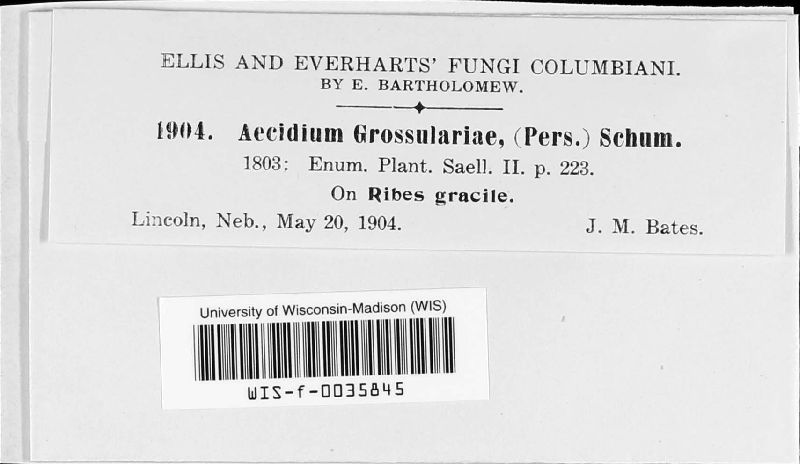 ELLIS AND EVERHARTS' FUNGI COLUMBIANI.
BY E. BARTHOLOMEW.
1904. Aecidium Grossulariae, (Pers.) Schum.
1803: Enum. Plant. Saell. II. p. 223.
On Ribes gracile.
Lincoln, Neb., May 20, 1904. J. M. Bates.
University of Wisconsin-Madison (WIS)
WIS-f-0035845